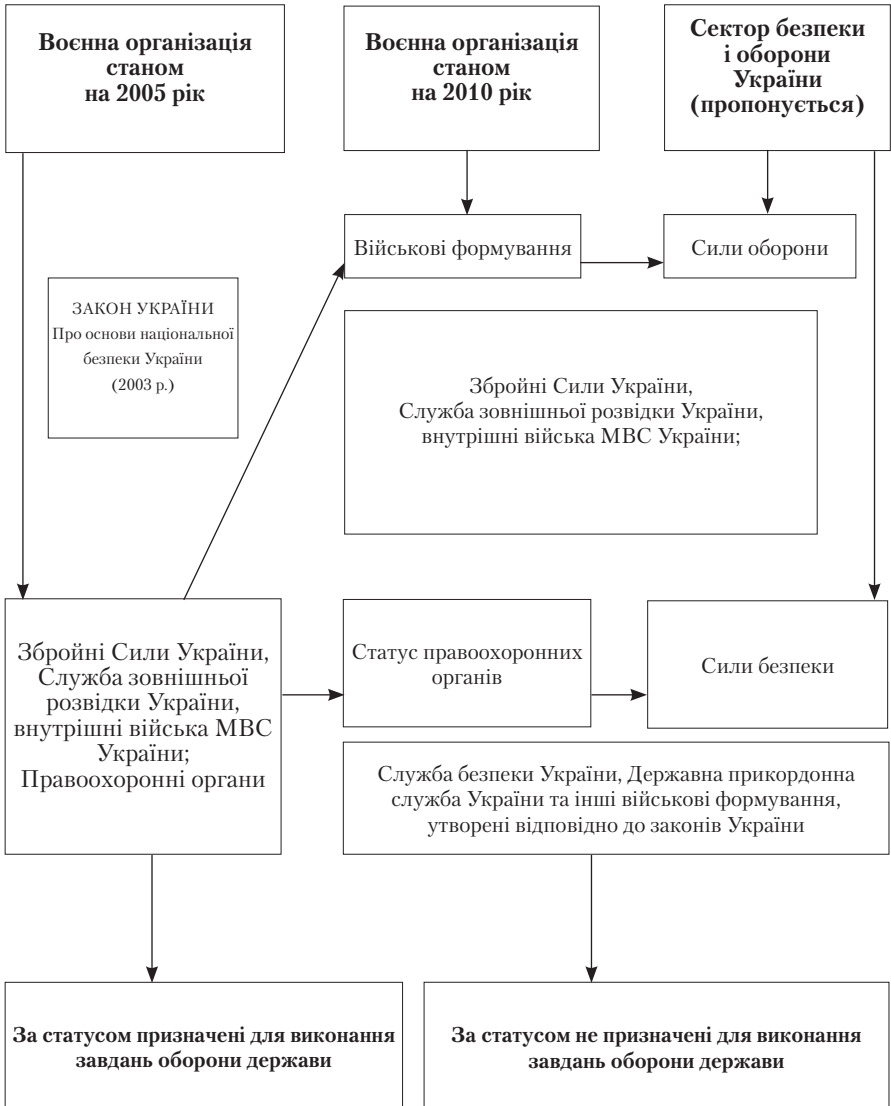 Воєнна організація
станом
на 2005 рік
Воєнна організація
станом
на 2010 рік
Сектор безпеки
і оборони
України
(пропонується)
Військові формування
Сили оборони
ЗАКОН УКРАЇНИ
Про основи національної
безпеки України
(2003 р.)
Збройні Сили України,
Служба зовнішньої розвідки України,
внутрішні війська МВС України;
Збройні Сили України,
Служба зовнішньої
розвідки України,
внутрішні війська МВС
України;
Правоохоронні органи
Статус правоохоронних
органів
Сили безпеки
Служба безпеки України, Державна прикордонна
служба України та інші військові формування,
утворені відповідно до законів України
За статусом призначені для виконання
завдань оборони держави
За статусом не призначені для виконання
завдань оборони держави